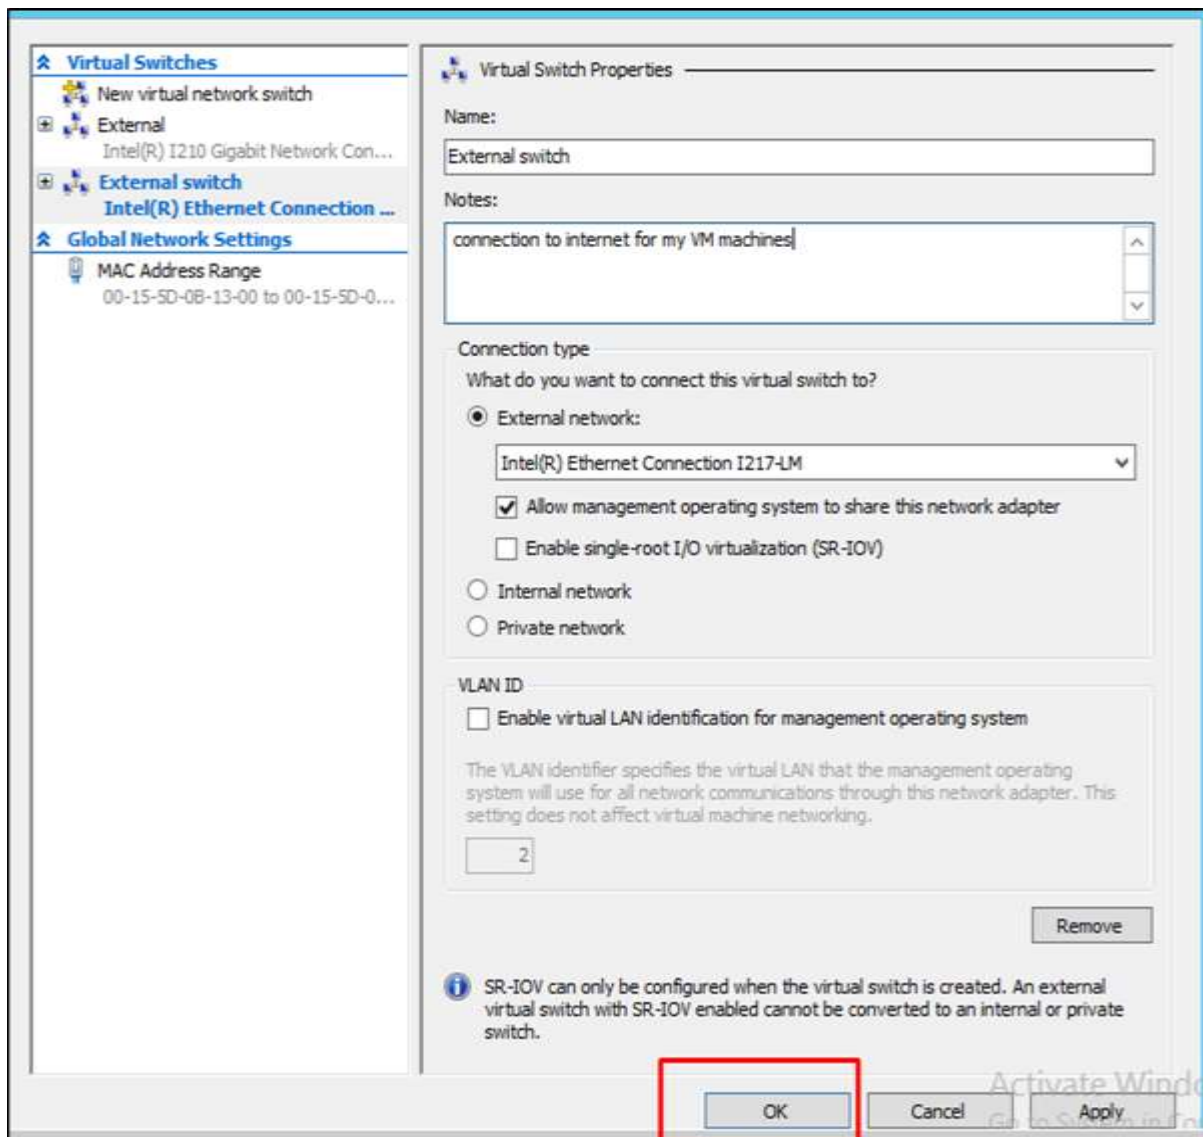 Virtual Switches
New virtual network switch
External
Intel(R) I210 Gigabit Network Con...
External switch
Intel(R) Ethernet Connection ...
Global Network Settings
MAC Address Range
00-15-5D-0B-13-00 to 00-15-5D-0...
Virtual Switch Properties
Name:
External switch
Notes:
connection to internet for my VM machines
Connection type
What do you want to connect this virtual switch to?
External network:
Intel(R) Ethernet Connection I217-LM
Allow management operating system to share this network adapter
Enable single-root I/O virtualization (SR-IOV)
Internal network
Private network
VLAN ID
Enable virtual LAN identification for management operating system
The VLAN identifier specifies the virtual LAN that the management operating
system will use for all network communications through this network adapter. This
setting does not affect virtual machine networking.
2
Remove
SR-IOV can only be configured when the virtual switch is created. An external
virtual switch with SR-IOV enabled cannot be converted to an internal or private
switch.
Activate Windo
OK
Cancel
Apply
Go to System in Co